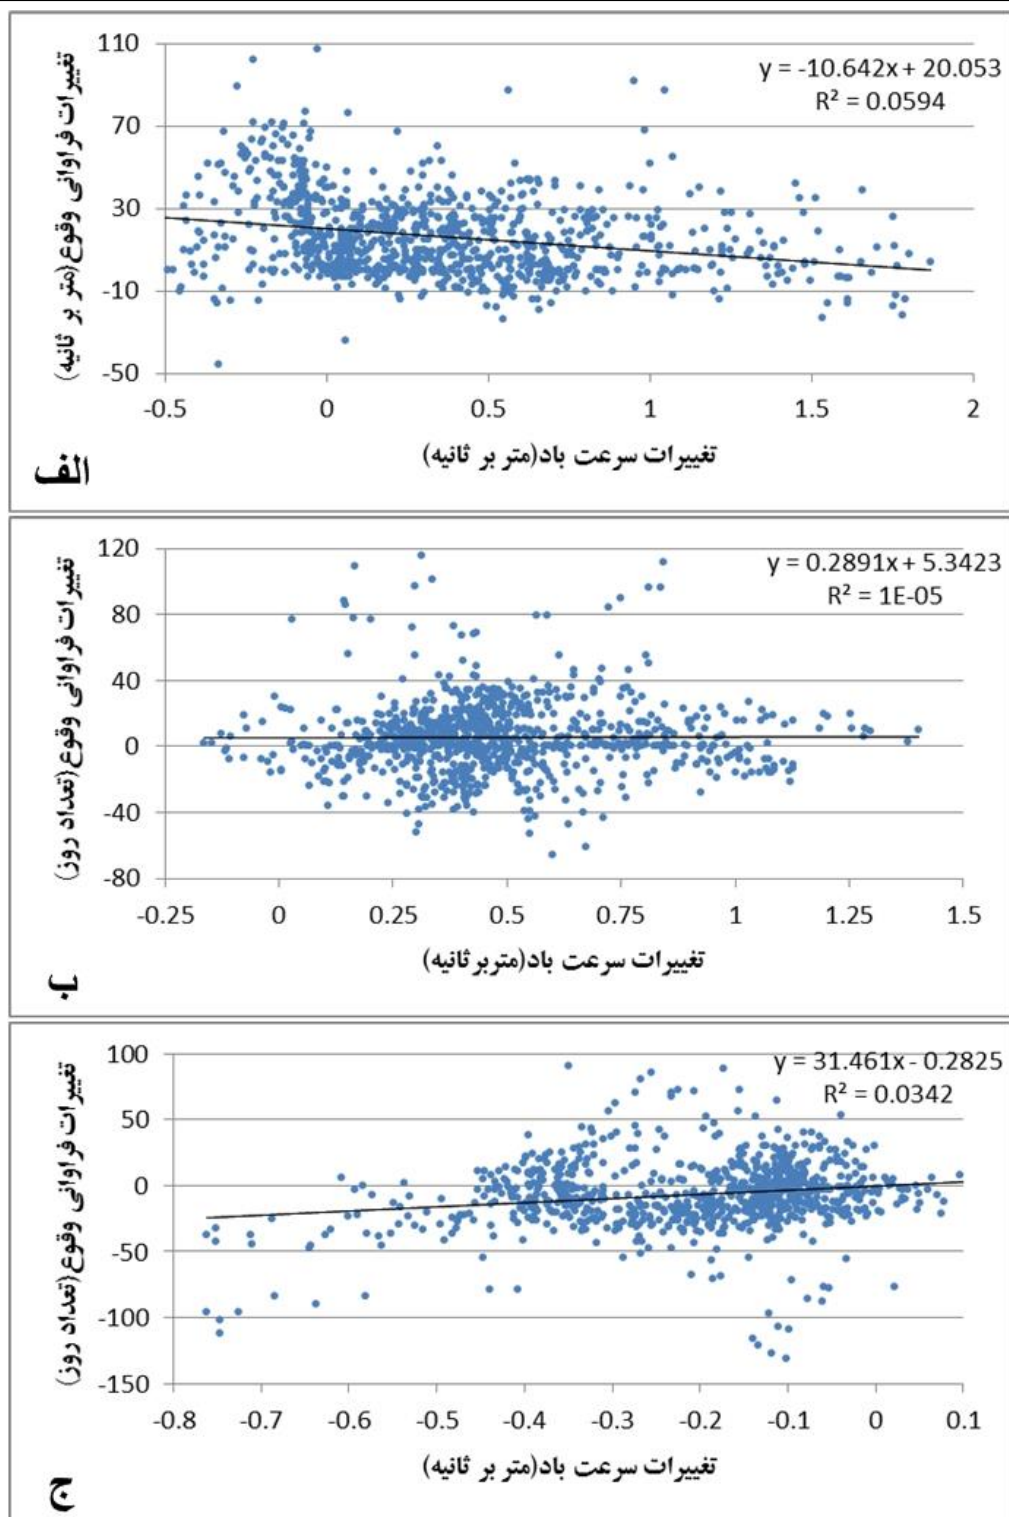 تغییرات فراوانی وقوع(متر بر ثانیه)
110
70
30
-10
-50
y = -10.642x + 20.053
R² = 0.0594
-0.5 0 0.5 1 1.5 2
تغییرات سرعت باد(متر بر ثانیه)
الف
تغییرات فراوانی وقوع(تعداد روز)
120
80
40
0
-40
-80
y = 0.2891x + 5.3423
R² = 1E-05
-0.25 0 0.25 0.5 0.75 1 1.25 1.5
تغییرات سرعت باد(متربرثانیه)
ب
تغییرات فراوانی وقوع(تعداد روز)
100
50
0
-50
-100
-150
y = 31.461x - 0.2825
R² = 0.0342
-0.8 -0.7 -0.6 -0.5 -0.4 -0.3 -0.2 -0.1 0 0.1
تغییرات سرعت باد(متر بر ثانیه)
ج